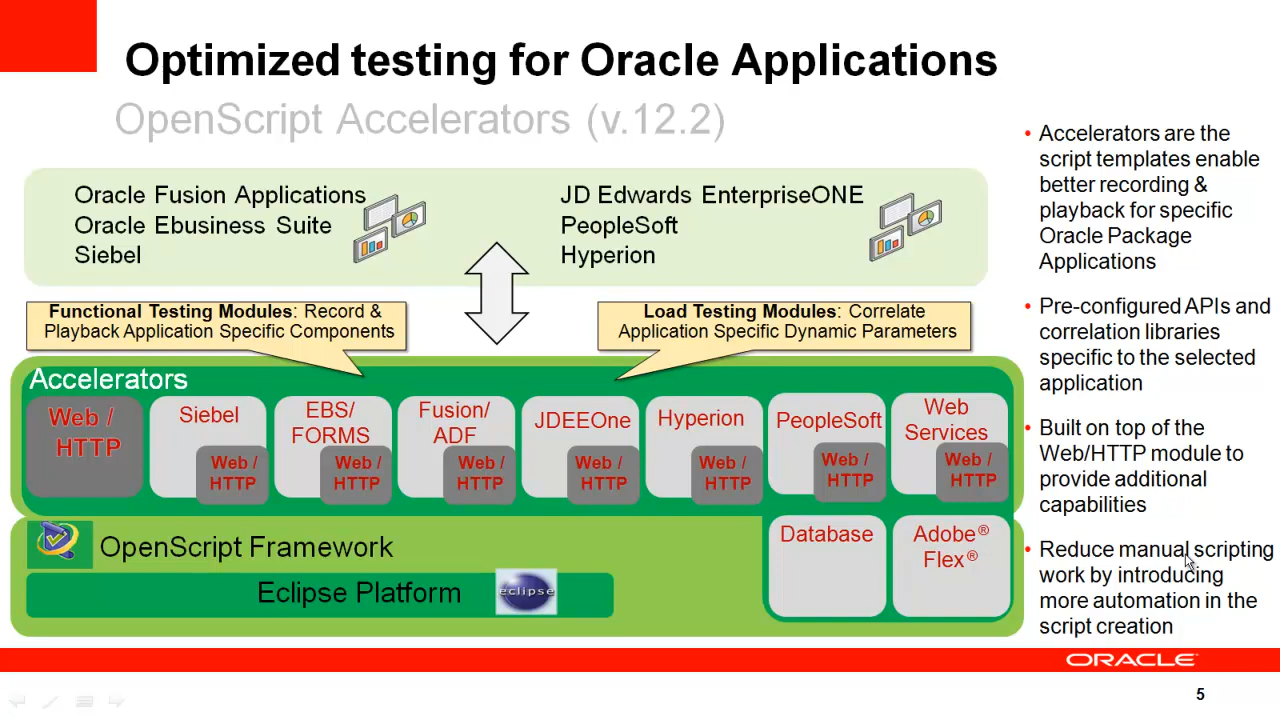 Optimized testing for Oracle Applications
OpenScript Accelerators (v.12.2)
Oracle Fusion Applications
Oracle Ebusiness Suite
Siebel
JD Edwards EnterpriseONE
PeopleSoft
Hyperion
Functional Testing Modules: Record &
Playback Application Specific Components
Load Testing Modules: Correlate
Application Specific Dynamic Parameters
Accelerators
Web /
HTTP
Siebel
Web /
HTTP
EBS/
FORMS
Web /
HTTP
Fusion/
ADF
Web /
HTTP
JDEEOne
Web /
HTTP
Hyperion
Web /
HTTP
PeopleSoft
Web /
HTTP
Web
Services
Web /
HTTP
Database
Adobe®
Flex®
OpenScript Framework
Eclipse Platform
eclipse
• Accelerators are the
script templates enable
better recording &
playback for specific
Oracle Package
Applications
• Pre-configured APIs and
correlation libraries
specific to the selected
application
• Built on top of the
Web/HTTP module to
provide additional
capabilities
• Reduce manual scripting
work by introducing
more automation in the
script creation
ORACLE
5